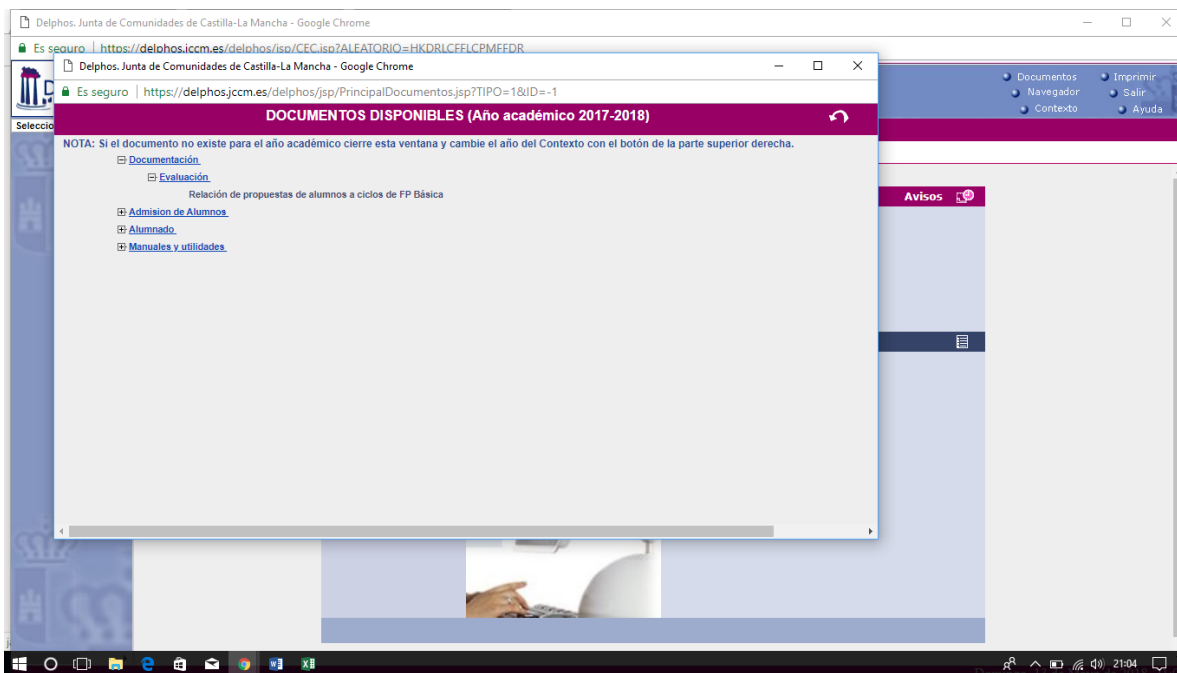 Delphos. Junta de Comunidades de Castilla-La Mancha - Google Chrome
Es seguro | https://delphos.jccm.es/delphos/jsp/CEC.jsp?ALEATORIO=HKDRLCFFLCPMFFDR
Delphos. Junta de Comunidades de Castilla-La Mancha - Google Chrome
Es seguro | https://delphos.jccm.es/delphos/jsp/PrincipalDocumentos.jsp?TIPO=1&ID=-1
Documentos Imprimir
Navegador Salir
Contexto Ayuda
Seleccio
DOCUMENTOS DISPONIBLES (Año académico 2017-2018)
NOTA: Si el documento no existe para el año académico cierre esta ventana y cambie el año del Contexto con el botón de la parte superior derecha.
Documentación
Evaluación
Relación de propuestas de alumnos a ciclos de FP Básica
Avisos
Admision de Alumnos
Alumnado
Manuales y utilidades
21:04